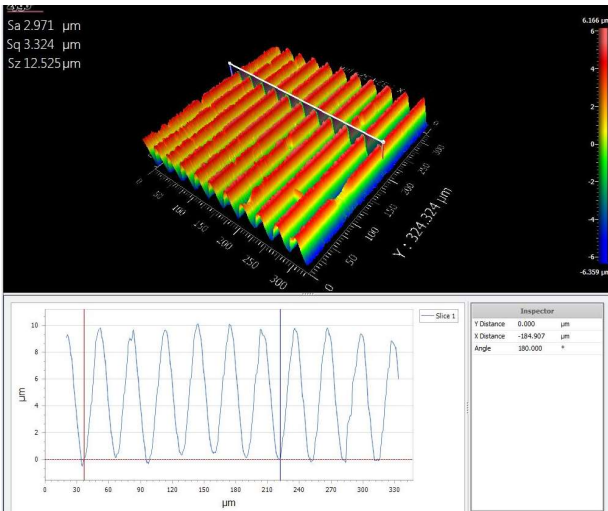 Sa 2.971 µm
Sq 3.324 µm
Sz 12.525 µm
6.166 µm
6
4
2
0
-2
-4
-6
-6.359 µm
0
50
100
150
200
250
300
0
50
100
150
200
250
300
Y : 324.324 µm
Slice 1
10
8
6
4
2
0
µm
0 30 60 90 120 150 180 210 240 270 300 330
µm
Inspector
Y Distance 0.000 µm
X Distance -184.907 µm
Angle 180.000 °